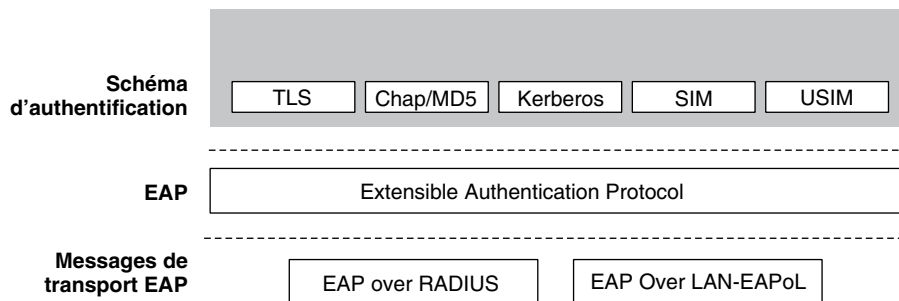 Schéma
d'authentification
TLS
Chap/MD5
Kerberos
SIM
USIM
EAP
Extensible Authentication Protocol
Messages de
transport EAP
EAP over RADIUS
EAP Over LAN-EAPoL